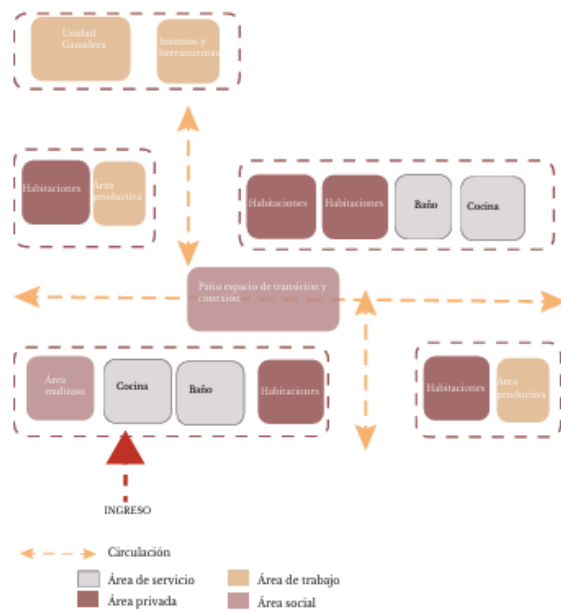 Unidad
Ganadera
Insumos y
herramientas
Habitaciones
Área
productiva
Habitaciones
Habitaciones
Baño
Cocina
Patio espacio de transición y
conexión
Área
multiuso
Cocina
Baño
Habitaciones
Habitaciones
Área
productiva
INGRESO
Circulación
Área de servicio
Área de trabajo
Área privada
Área social